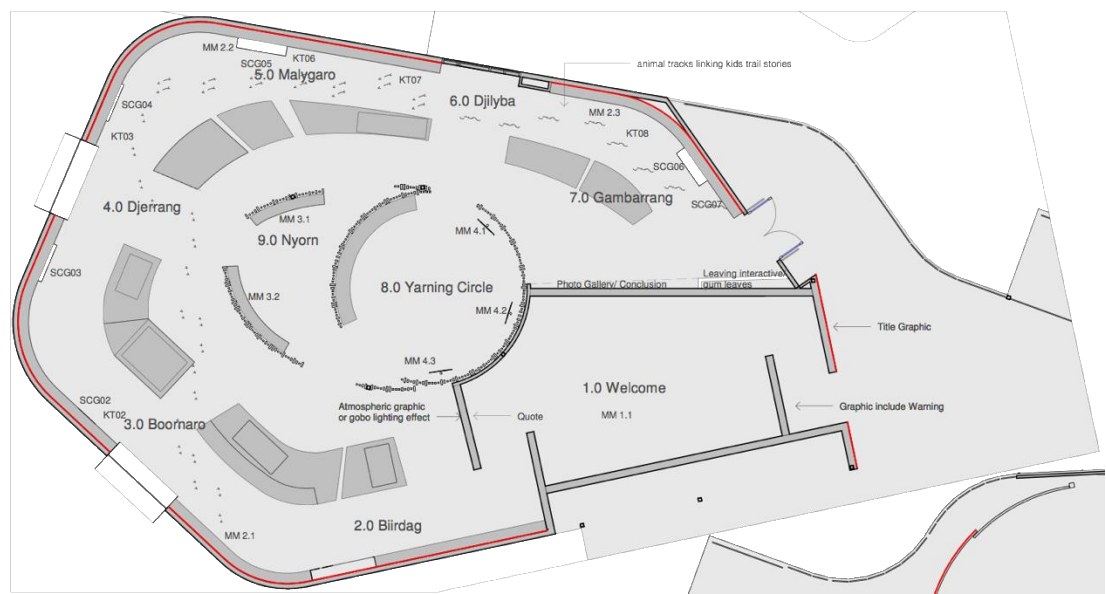 MM 2.2
KT06
SCG05
5.0 Malygaro
KT07
animal tracks linking kids trail stories
6.0 Djilyba
MM 2.3
SCG04
KT03
KT08
SCG06
7.0 Gambarrang
SCG07
4.0 Djerrang
MM 3.1
9.0 Nyorn
MM 4.1
SCG03
MM 3.2
8.0 Yarning Circle
Photo Gallery/ Conclusion
Leaving interactive
gum leaves
MM 4.2
Title Graphic
MM 4.3
1.0 Welcome
MM 1.1
SCG02
KT02
3.0 Boornaro
Atmospheric graphic
or gobo lighting effect
Quote
Graphic include Warning
2.0 Biirdag
MM 2.1